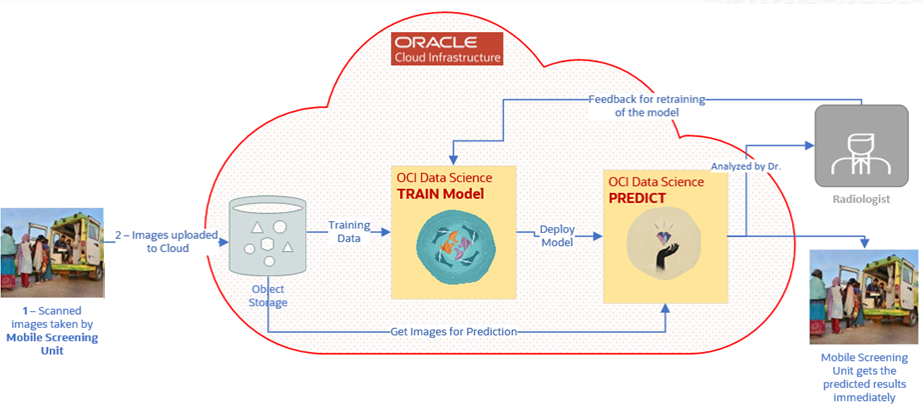 ORACLE
Cloud Infrastructure
Feedback for retraining
of the model
Analyzed by Dr.
Radiologist
OCI Data Science
TRAIN Model
OCI Data Science
PREDICT
2 – Images uploaded
to Cloud
Training
Data
Deploy
Model
Object
Storage
1 – Scanned
images taken by
Mobile Screening
Unit
Get Images for Prediction
Mobile Screening
Unit gets the
predicted results
immediately